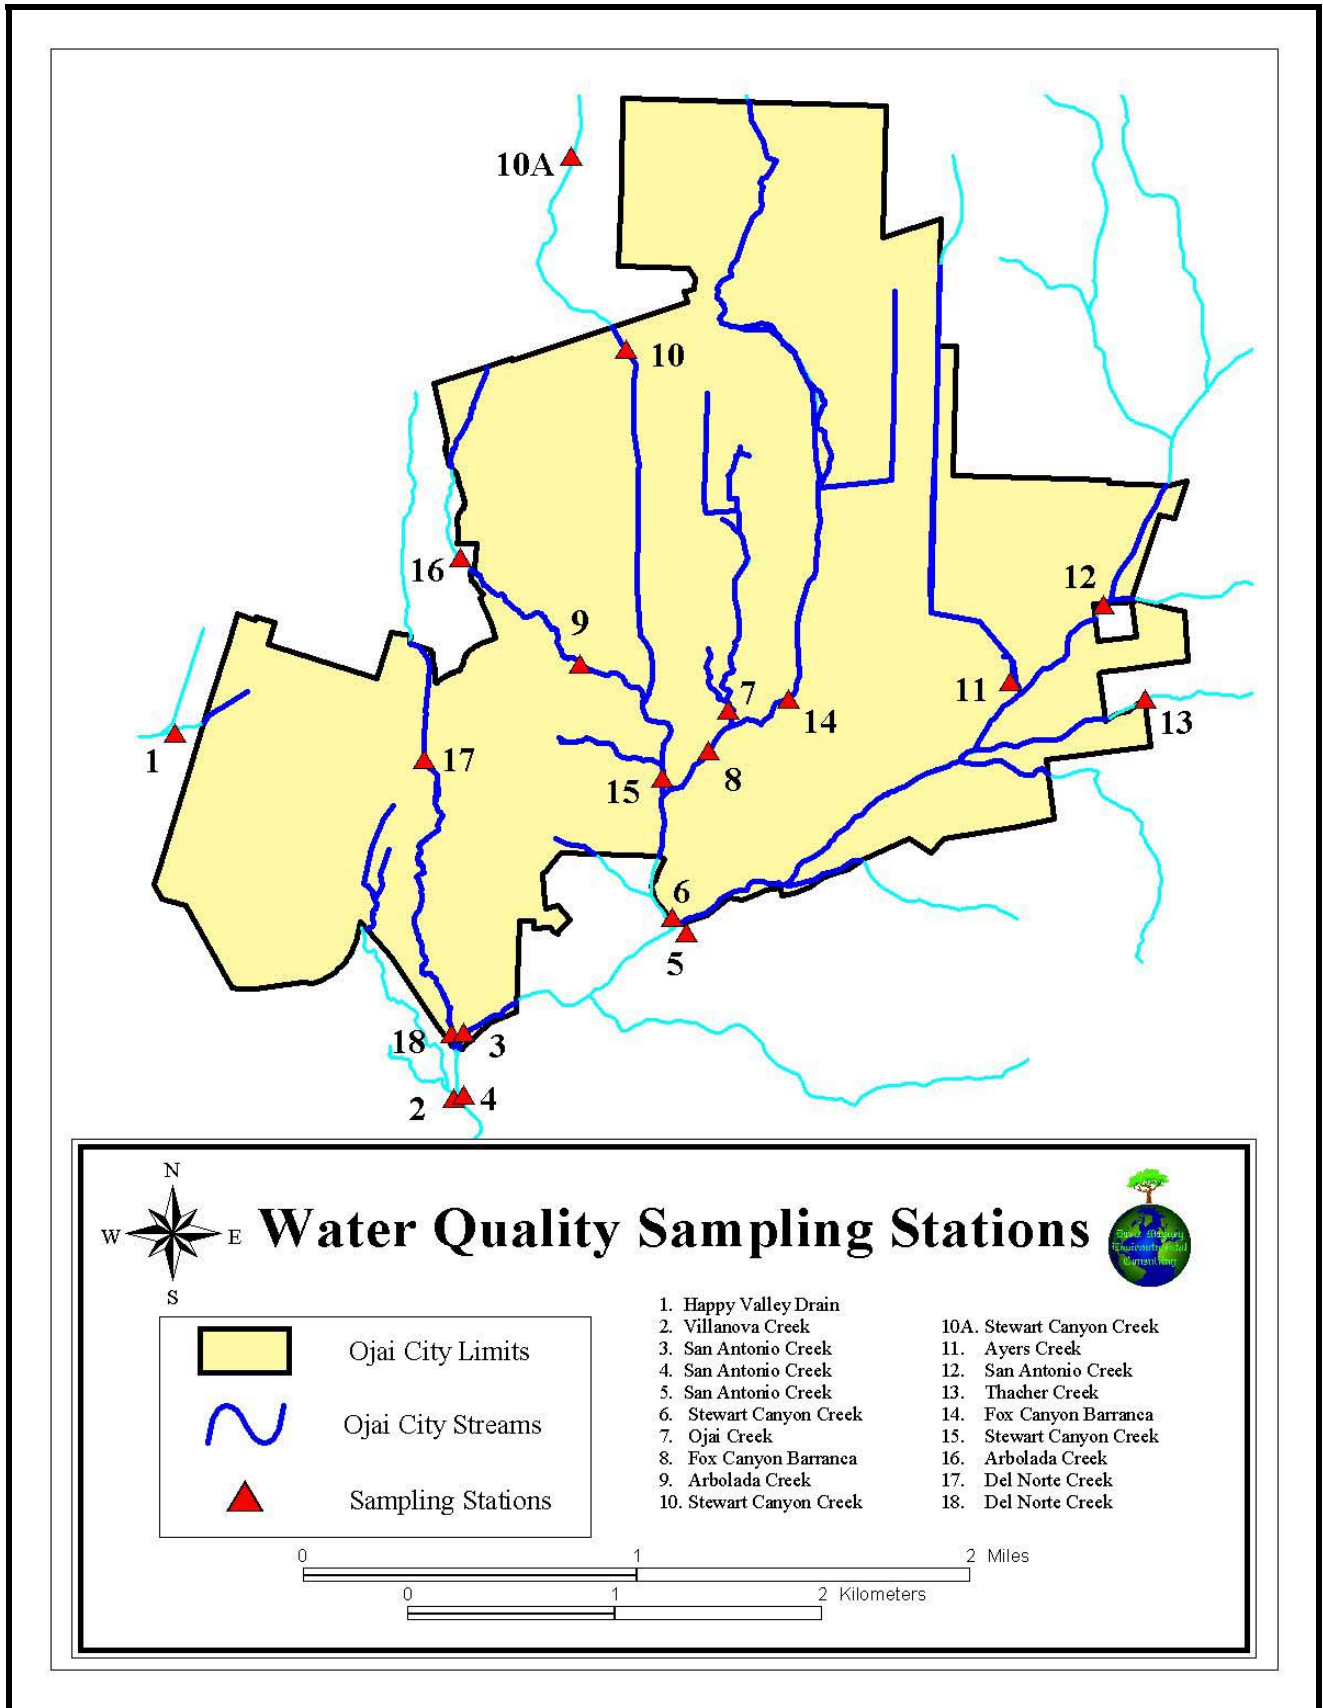 10A
10
16
12
9
11
7
14
13
1
17
8
15
6
5
18
3
2
4
N
W E
S
Water Quality Sampling Stations
Ojai City Limits
Ojai City Streams
Sampling Stations
1. Happy Valley Drain
2. Villanova Creek
3. San Antonio Creek
4. San Antonio Creek
5. San Antonio Creek
6. Stewart Canyon Creek
7. Ojai Creek
8. Fox Canyon Barranca
9. Arbolada Creek
10. Stewart Canyon Creek
10A. Stewart Canyon Creek
11. Ayers Creek
12. San Antonio Creek
13. Thacher Creek
14. Fox Canyon Barranca
15. Stewart Canyon Creek
16. Arbolada Creek
17. Del Norte Creek
18. Del Norte Creek
0 1 2 Miles
0 1 2 Kilometers
Environmental
Consulting